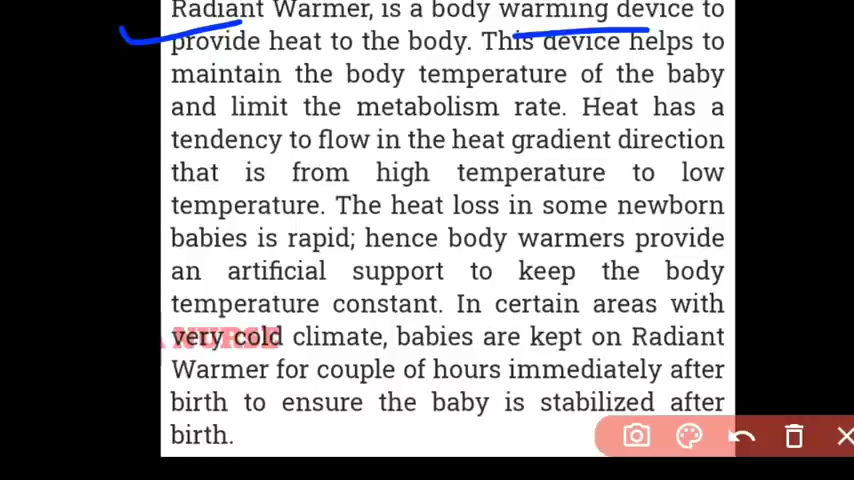 Radiant Warmer, is a body warming device to
provide heat to the body. This device helps to
maintain the body temperature of the baby
and limit the metabolism rate. Heat has a
tendency to flow in the heat gradient direction
that is from high temperature to low
temperature. The heat loss in some newborn
babies is rapid; hence body warmers provide
an artificial support to keep the body
temperature constant. In certain areas with
very cold climate, babies are kept on Radiant
NURSE
Warmer for couple of hours immediately after
birth to ensure the baby is stabilized after
birth.